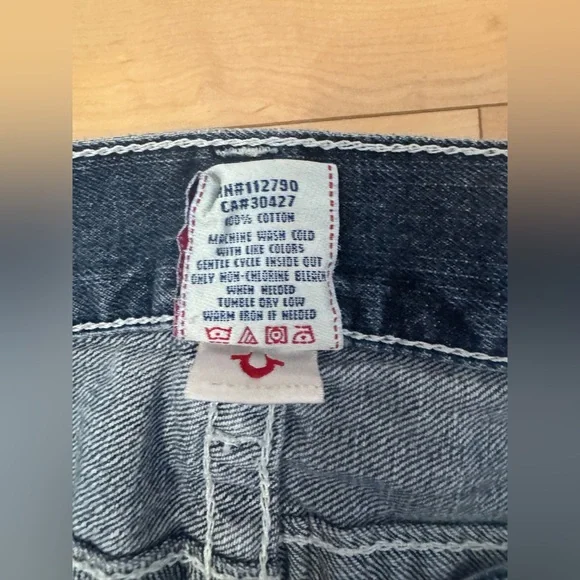 RN#112790
CA#30427
100% COTTON
MACHINE WASH COLD
WITH LIKE COLORS
GENTLE CYCLE INSIDE OUT
ONLY NON-CHLORINE BLEACH
WHEN NEEDED
TUMBLE DRY LOW
WARM IRON IF NEEDED